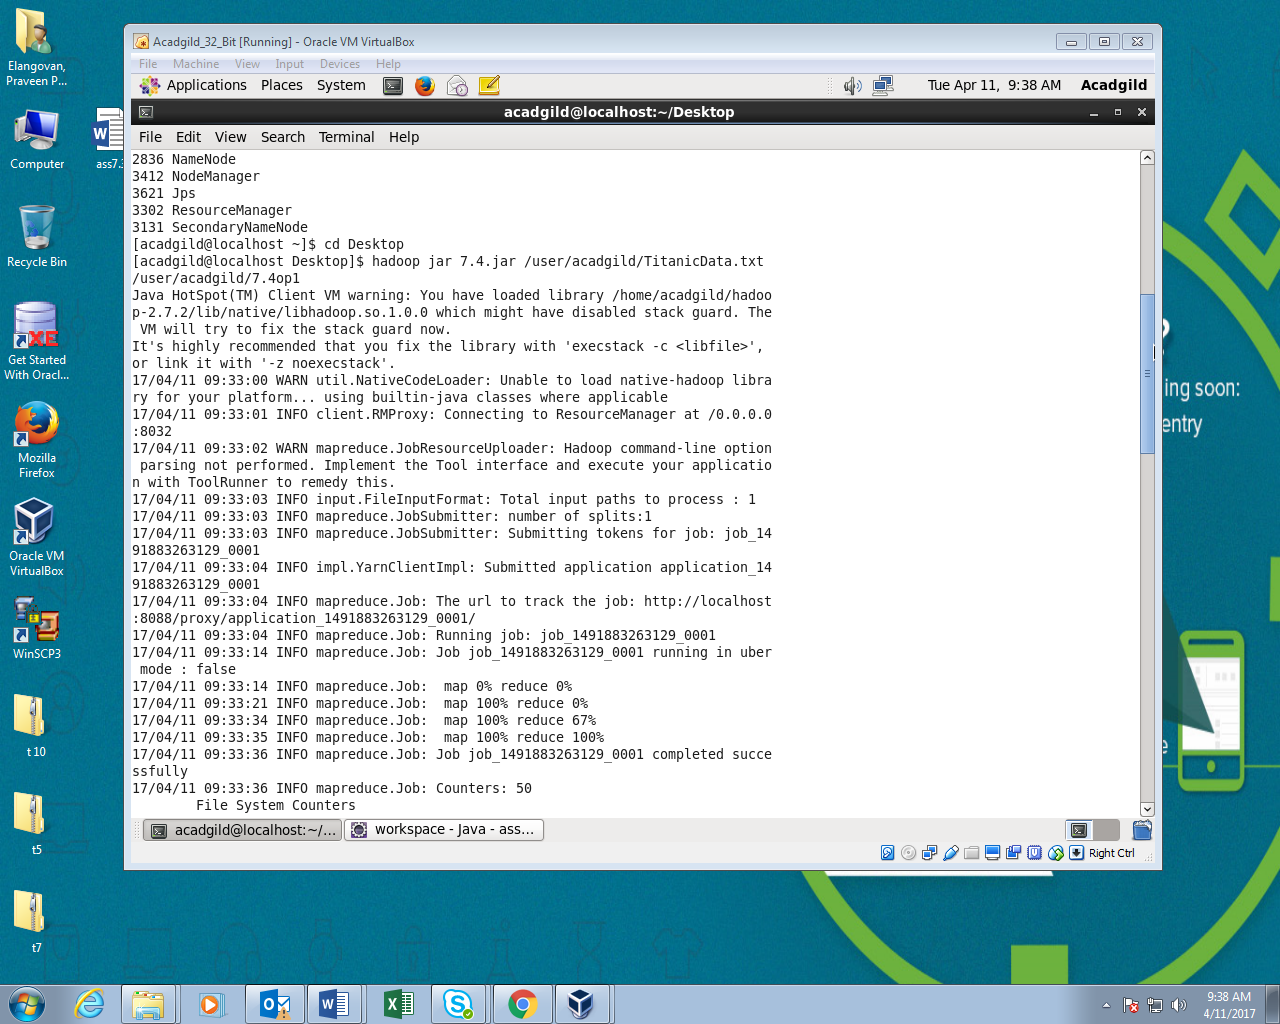 Acadgild_32_Bit [Running] - Oracle VM VirtualBox
File Machine View Input Devices Help
Applications Places System
Tue Apr 11, 9:38 AM Acadgild
acadgild@localhost:~/Desktop
File Edit View Search Terminal Help
2836 NameNode
3412 NodeManager
3621 Jps
3302 ResourceManager
3131 SecondaryNameNode
[acadgild@localhost ~]$ cd Desktop
[acadgild@localhost Desktop]$ hadoop jar 7.4.jar /user/acadgild/TitanicData.txt
/user/acadgild/7.4op1
Java HotSpot(TM) Client VM warning: You have loaded library /home/acadgild/hadoo
p-2.7.2/lib/native/libhadoop.so.1.0.0 which might have disabled stack guard. The
VM will try to fix the stack guard now.
It's highly recommended that you fix the library with 'execstack -c <libfile>',
or link it with '-z noexecstack'.
17/04/11 09:33:00 WARN util.NativeCodeLoader: Unable to load native-hadoop libra
ry for your platform... using builtin-java classes where applicable
17/04/11 09:33:01 INFO client.RMProxy: Connecting to ResourceManager at /0.0.0.0
:8032
17/04/11 09:33:02 WARN mapreduce.JobResourceUploader: Hadoop command-line option
parsing not performed. Implement the Tool interface and execute your applicatio
n with ToolRunner to remedy this.
17/04/11 09:33:03 INFO input.FileInputFormat: Total input paths to process : 1
17/04/11 09:33:03 INFO mapreduce.JobSubmitter: number of splits:1
17/04/11 09:33:03 INFO mapreduce.JobSubmitter: Submitting tokens for job: job_14
91883263129_0001
17/04/11 09:33:04 INFO impl.YarnClientImpl: Submitted application application_14
91883263129_0001
17/04/11 09:33:04 INFO mapreduce.Job: The url to track the job: http://localhost
:8088/proxy/application_1491883263129_0001/
17/04/11 09:33:04 INFO mapreduce.Job: Running job: job_1491883263129_0001
17/04/11 09:33:14 INFO mapreduce.Job: Job job_1491883263129_0001 running in uber
mode : false
17/04/11 09:33:14 INFO mapreduce.Job:  map 0% reduce 0%
17/04/11 09:33:21 INFO mapreduce.Job:  map 100% reduce 0%
17/04/11 09:33:34 INFO mapreduce.Job:  map 100% reduce 67%
17/04/11 09:33:35 INFO mapreduce.Job:  map 100% reduce 100%
17/04/11 09:33:36 INFO mapreduce.Job: Job job_1491883263129_0001 completed succe
ssfully
17/04/11 09:33:36 INFO mapreduce.Job: Counters: 50
File System Counters
acadgild@localhost:~/...
workspace - Java - ass...
Right Ctrl
Elangovan,
Praveen P...
Computer
ass7.
Recycle Bin
XE
Get Started
With Oracl...
Mozilla
Firefox
Oracle VM
VirtualBox
WinSCP3
t 10
t5
t7
?
ing soon:
entry
e
9:38 AM
4/11/2017